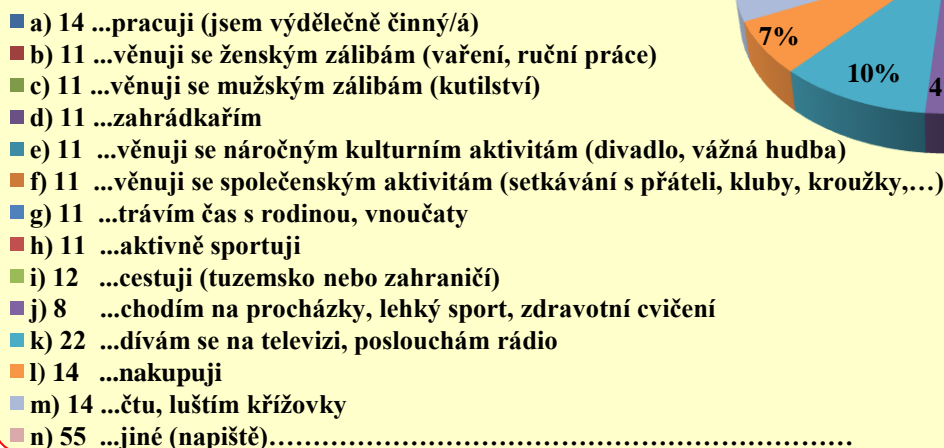 a) 14 ...pracuji (jsem výdělečně činný/á)
b) 11 ...věnuji se ženským zálibám (vaření, ruční práce)
c) 11 ...věnuji se mužským zálibám (kutilství)
d) 11 ...zahrádkařím
e) 11 ...věnuji se náročným kulturním aktivitám (divadlo, vážná hudba)
f) 11 ...věnuji se společenským aktivitám (setkávání s přáteli, kluby, kroužky,…)
g) 11 ...trávím čas s rodinou, vnoučaty
h) 11 ...aktivně sportuji
i) 12 ...cestuji (tuzemsko nebo zahraničí)
j) 8 ...chodím na procházky, lehký sport, zdravotní cvičení
k) 22 ...dívám se na televizi, poslouchám rádio
l) 14 ...nakupuji
m) 14 ...čtu, luštím křížovky
n) 55 ...jiné (napiště)……………………………………………………
7%
10%
4